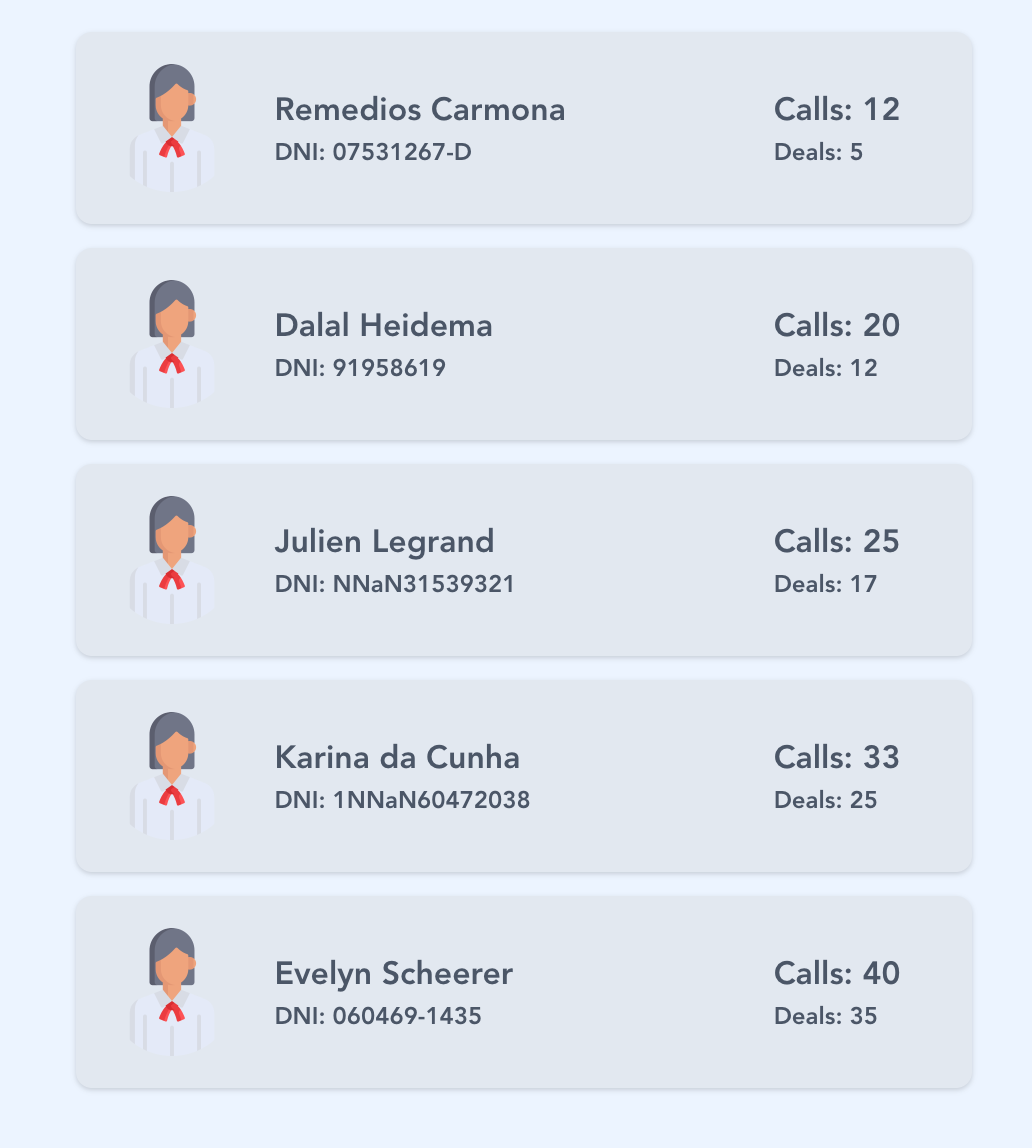 Remedios Carmona
DNI: 07531267-D
Calls: 12
Deals: 5
Dalal Heidema
DNI: 91958619
Calls: 20
Deals: 12
Julien Legrand
DNI: NNaN31539321
Calls: 25
Deals: 17
Karina da Cunha
DNI: 1NNaN60472038
Calls: 33
Deals: 25
Evelyn Scheerer
DNI: 060469-1435
Calls: 40
Deals: 35